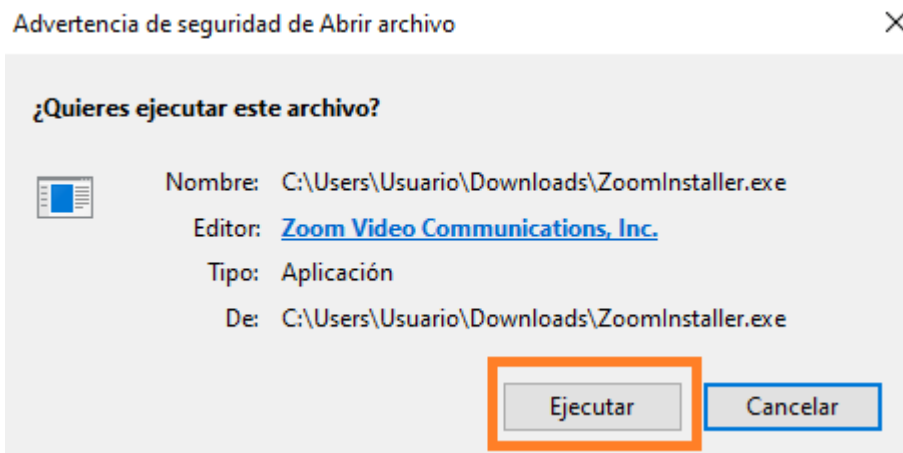 Advertencia de seguridad de Abrir archivo
¿Quieres ejecutar este archivo?
Nombre: C:\Users\Usuario\Downloads\ZoomInstaller.exe
Editor: Zoom Video Communications, Inc.
Tipo: Aplicación
De: C:\Users\Usuario\Downloads\ZoomInstaller.exe
Ejecutar Cancelar